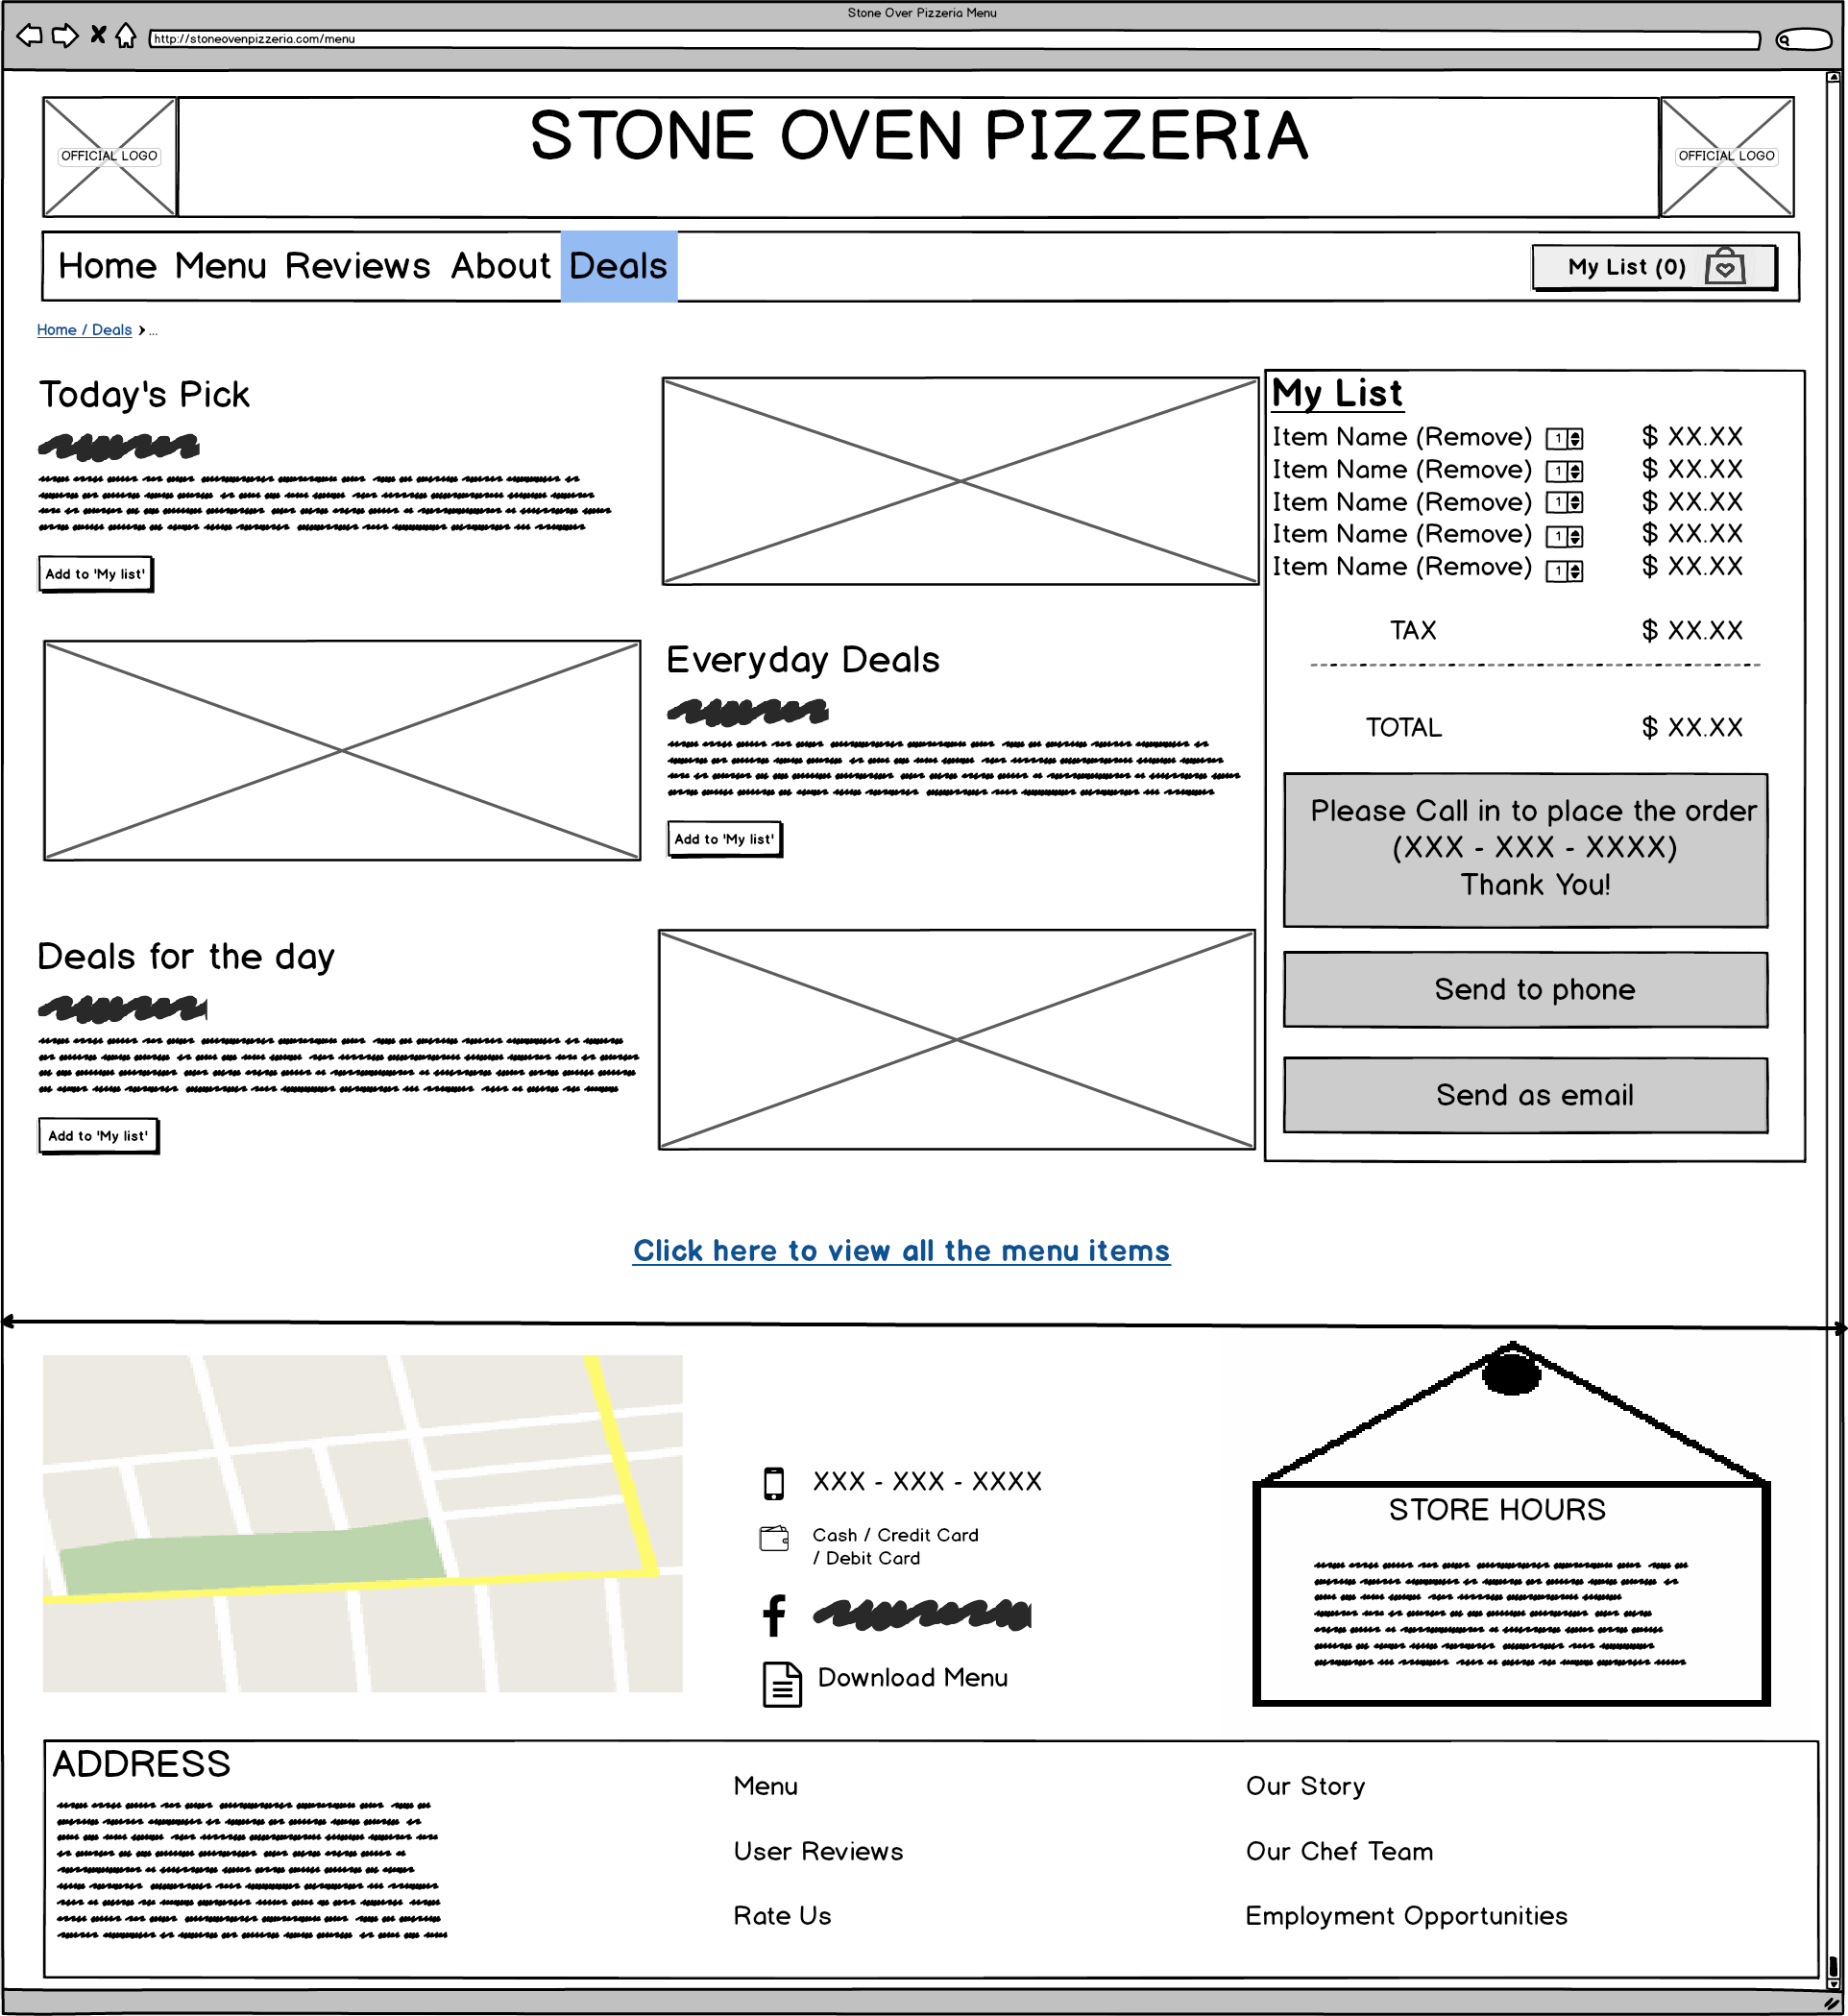 Stone Over Pizzeria Menu
http://stoneovenpizzeria.com/menu
OFFICIAL LOGO
STONE OVEN PIZZERIA
OFFICIAL LOGO
Home Menu Reviews About Deals
My List (0)
Home / Deals > ...
Today's Pick
Add to 'My list'
Everyday Deals
Add to 'My list'
Deals for the day
Add to 'My list'
My List
Item Name (Remove) 1 $ XX.XX
Item Name (Remove) 1 $ XX.XX
Item Name (Remove) 1 $ XX.XX
Item Name (Remove) 1 $ XX.XX
Item Name (Remove) 1 $ XX.XX
TAX $ XX.XX
TOTAL $ XX.XX
Please Call in to place the order
(XXX - XXX - XXXX)
Thank You!
Send to phone
Send as email
Click here to view all the menu items
XXX - XXX - XXXX
Cash / Credit Card
/ Debit Card
f
Download Menu
STORE HOURS
ADDRESS
Menu
User Reviews
Rate Us
Our Story
Our Chef Team
Employment Opportunities